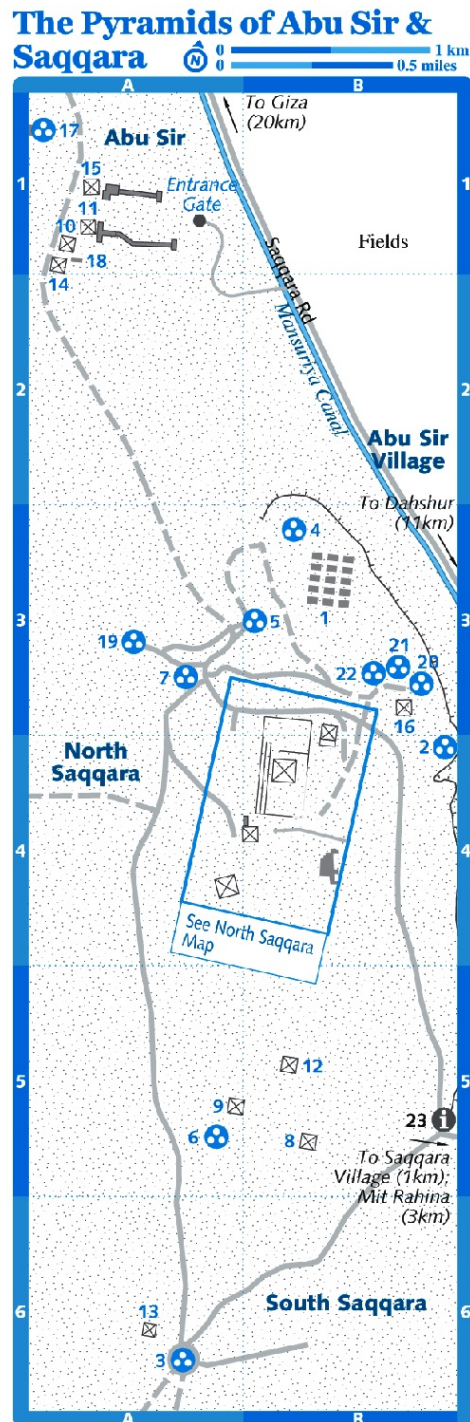 The Pyramids of Abu Sir &
Saqqara
N
0 1 km
0 0.5 miles
A B
To Giza
(20km)
17
Abu Sir
15
1 1
Entrance
Gate
11
10
Fields
18
14
Saqqara Rd
Mansuriya Canal
2 2
Abu Sir
Village
To Dahshur
(11km)
4
3 3
1
5
19
21
20
22
7
16
2
North
Saqqara
4 4
See North Saqqara
Map
12
5 5
9
23 i
6
8
To Saqqara
Village (1km);
Mit Rahina
(3km)
South Saqqara
6 6
13
3
A B